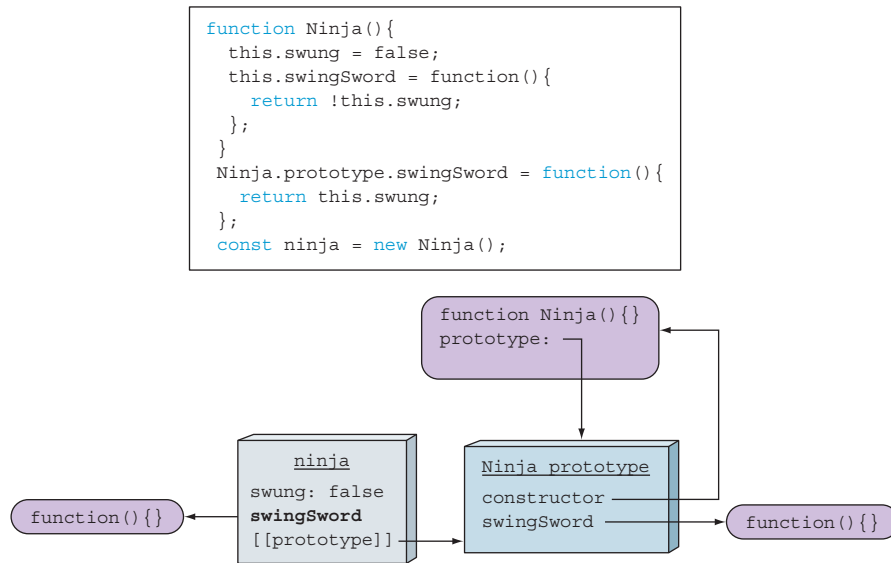 function Ninja(){
this.swung = false;
this.swingSword = function(){
return !this.swung;
};
}
Ninja.prototype.swingSword = function(){
return this.swung;
};
const ninja = new Ninja();
function Ninja(){}
prototype:
ninja
swung: false
swingSword
[[prototype]]
function(){}
Ninja prototype
constructor
swingSword
function(){}